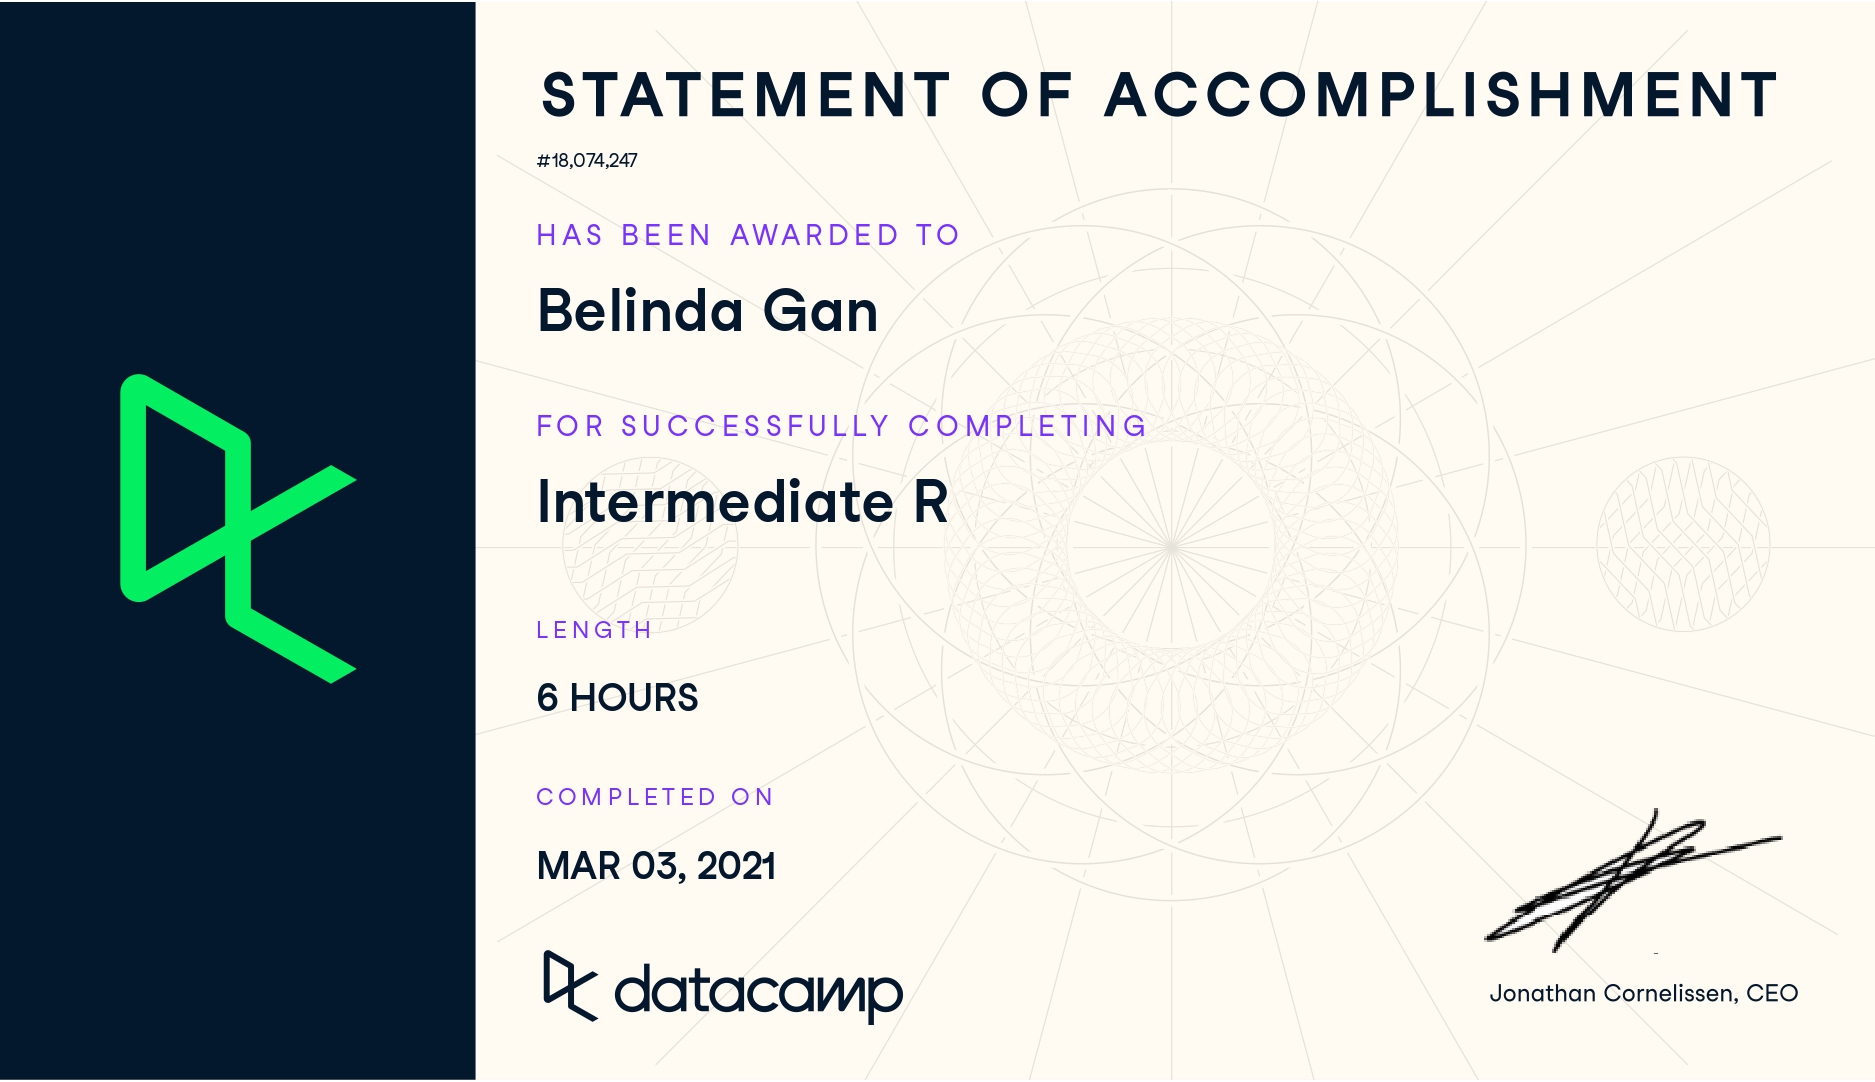 STATEMENT OF ACCOMPLISHMENT
#18,074,247
HAS BEEN AWARDED TO
Belinda Gan
FOR SUCCESSFULLY COMPLETING
Intermediate R
LENGTH
6 HOURS
COMPLETED ON
MAR 03, 2021
datacamp
Jonathan Cornelissen, CEO